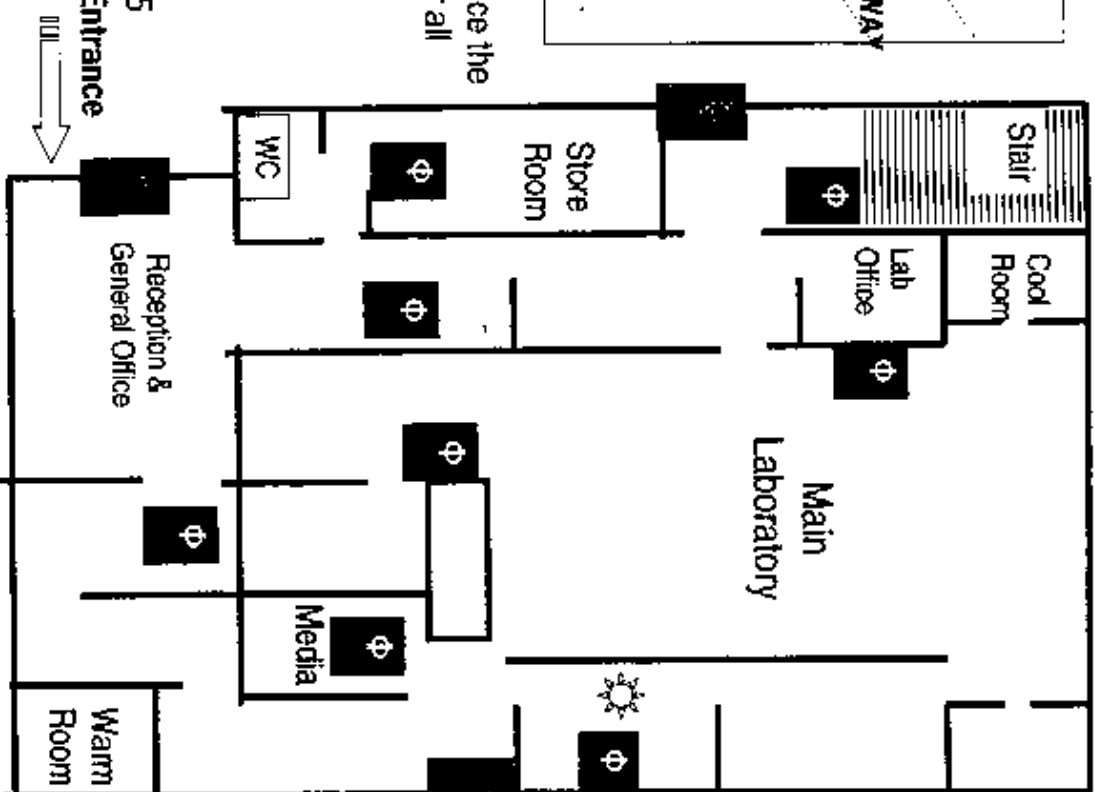 WAY
ce the
all
5
Entrance
Stair
Cool
Room
Lab
Office
Φ
Φ
Main
Laboratory
Store
Room
Φ
Φ
Φ
Φ
Φ
Media
WC
Φ
Reception &
General Office
Warm
Room